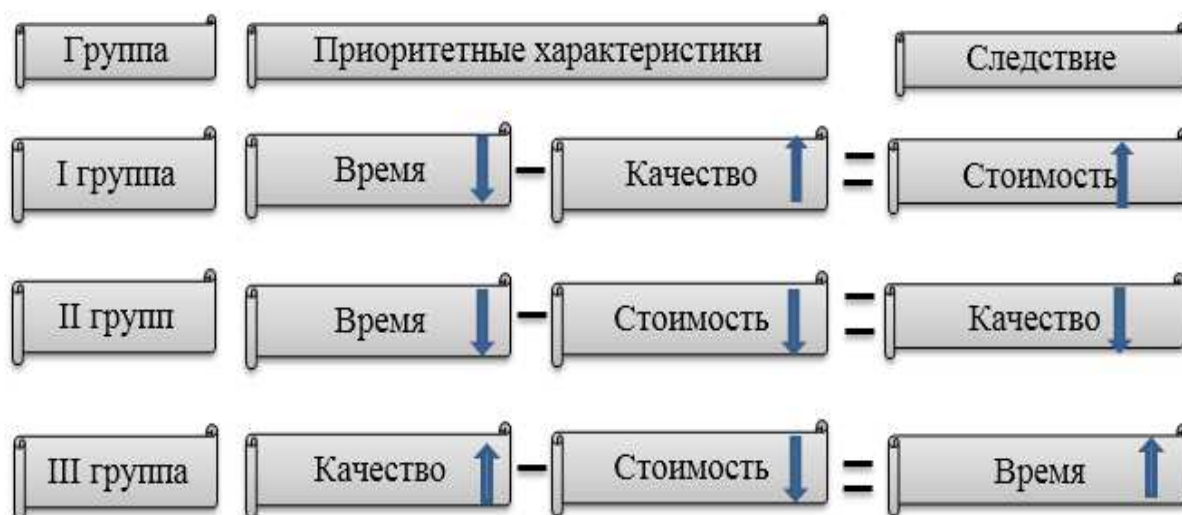 Группа Приоритетные характеристики Следствие
I группа Время – Качество = Стоимость
II групп Время – Стоимость = Качество
III группа Качество – Стоимость = Время